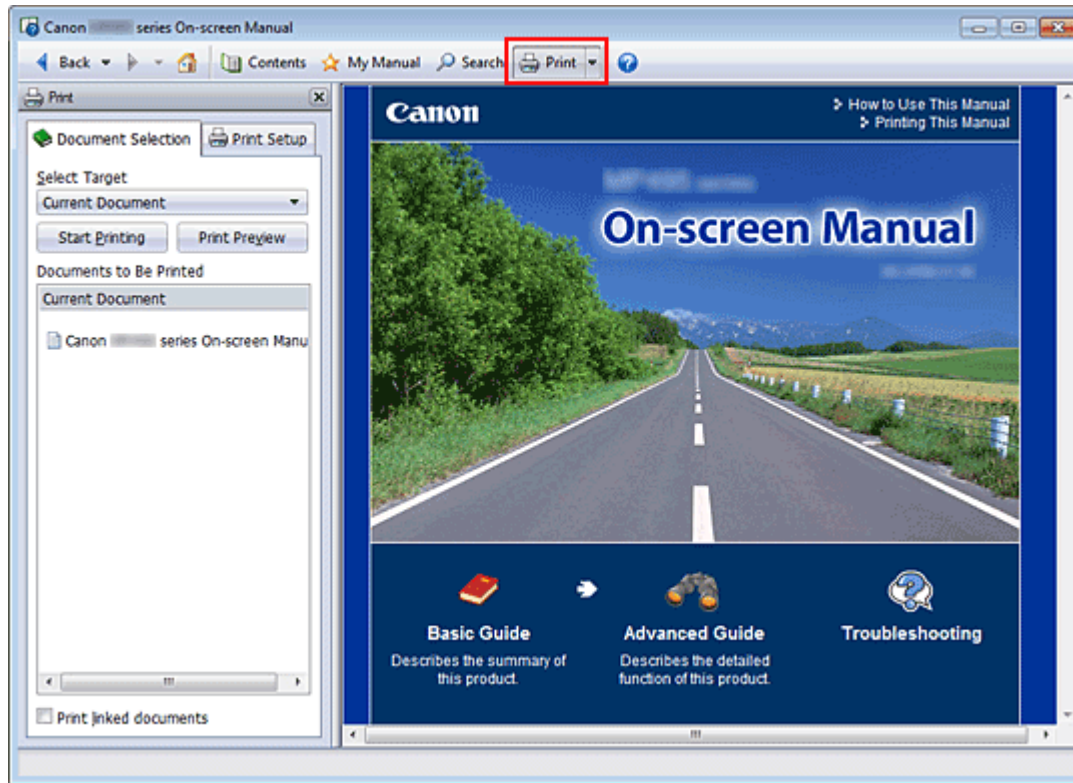 Canon series On-screen Manual
Back Contents My Manual Search Print
Print
Document Selection Print Setup
Select Target
Current Document
Start Printing Print Preview
Documents to Be Printed
Current Document
Canon series On-screen Manu
Print linked documents
Canon
How to Use This Manual
Printing This Manual
On-screen Manual
Basic Guide
Describes the summary of
this product.
Advanced Guide
Describes the detailed
function of this product.
Troubleshooting